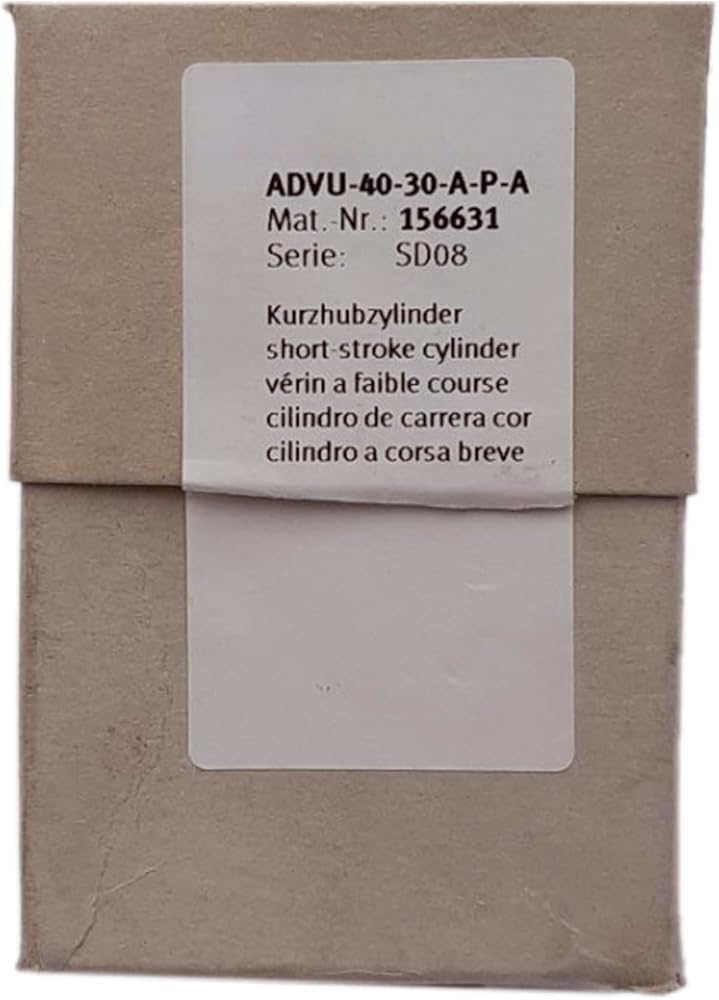 ADVU-40-30-A-P-A
Mat.-Nr.: 156631
Serie: SD08
Kurzhubzylinder
short-stroke cylinder
vérin a faible course
cilindro de carrera cor
cilindro a corsa breve